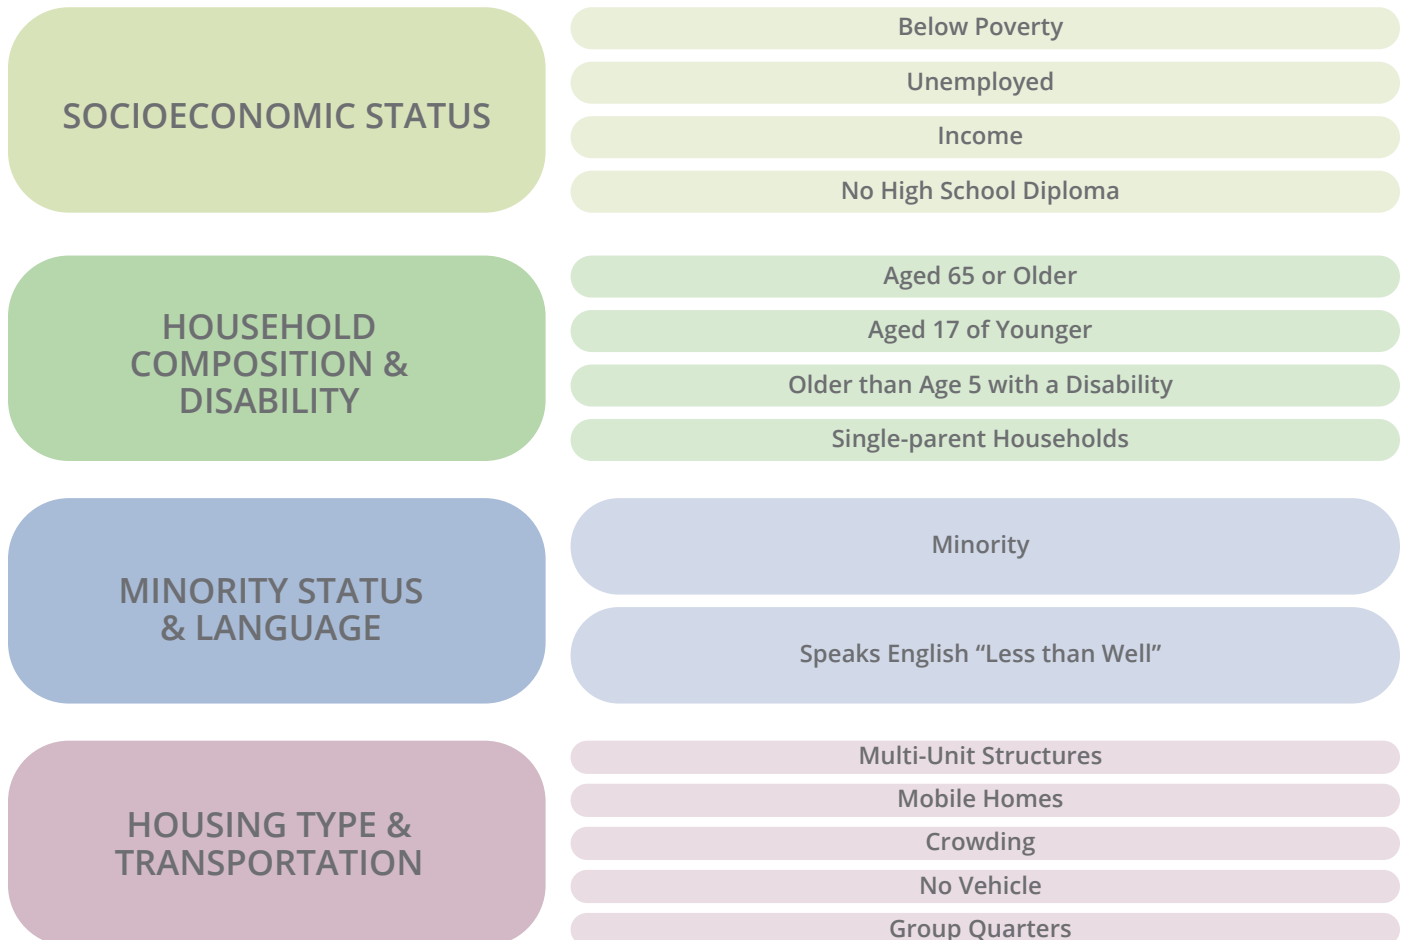 SOCIOECONOMIC STATUS
Below Poverty
Unemployed
Income
No High School Diploma
HOUSEHOLD
COMPOSITION &
DISABILITY
Aged 65 or Older
Aged 17 of Younger
Older than Age 5 with a Disability
Single-parent Households
MINORITY STATUS
& LANGUAGE
Minority
Speaks English “Less than Well”
HOUSING TYPE &
TRANSPORTATION
Multi-Unit Structures
Mobile Homes
Crowding
No Vehicle
Group Quarters